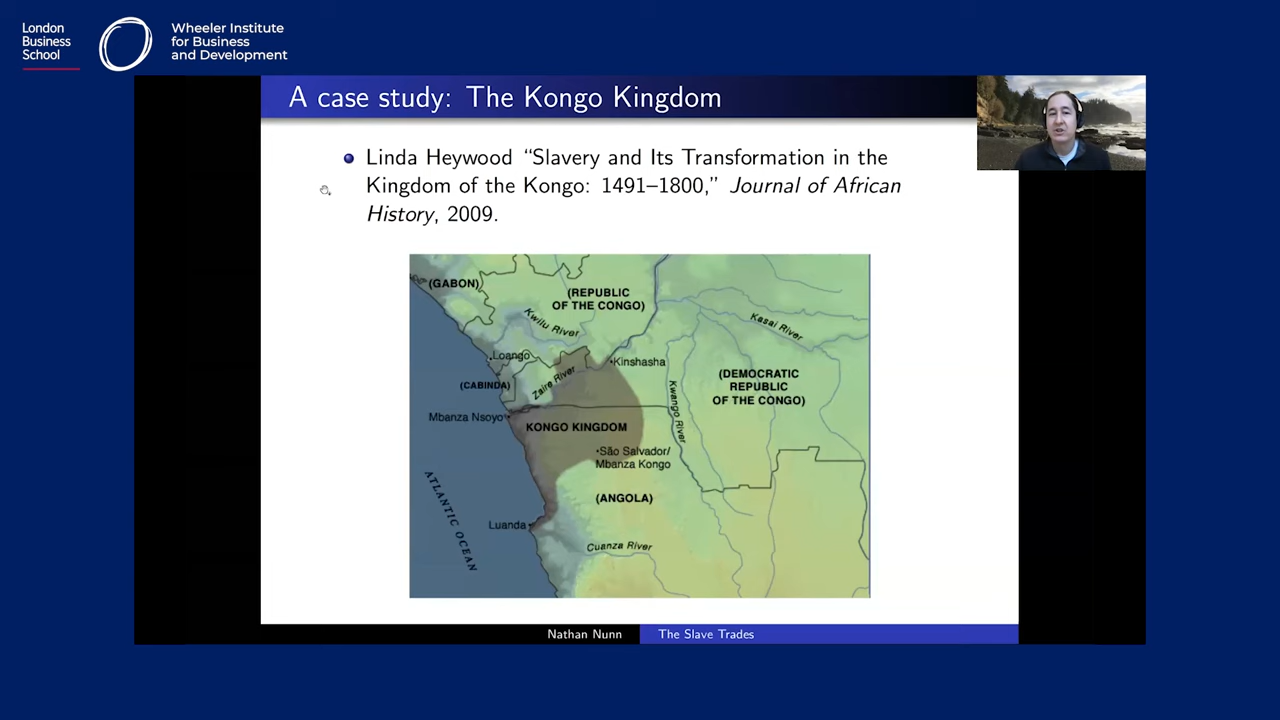 London
Business
School
Wheeler Institute
for Business
and Development
A case study: The Kongo Kingdom
Linda Heywood “Slavery and Its Transformation in the
Kingdom of the Kongo: 1491–1800,” Journal of African
History, 2009.
(GABON)
(REPUBLIC
OF THE CONGO)
Kwilu River
Kasai River
Loango
Kinshasha
(CABINDA)
Zaire River
(DEMOCRATIC
REPUBLIC
OF THE CONGO)
Kwango River
Mbanza Nsoyo
KONGO KINGDOM
São Salvador/
Mbanza Kongo
ATLANTIC OCEAN
(ANGOLA)
Luanda
Cuanza River
Nathan Nunn
The Slave Trades